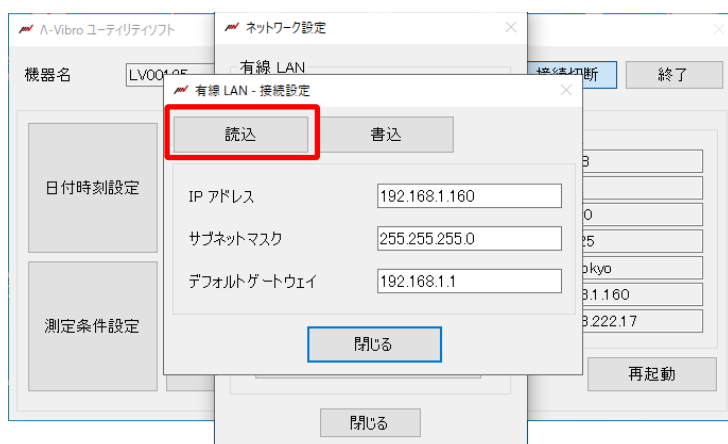 Λ-Vibro ユーティリティソフト
ネットワーク設定
機器名
有線 LAN
接続切断
終了
有線 LAN - 接続設定
読込
書込
日付時刻設定
IP アドレス
192.168.1.160
サブネットマスク
255.255.255.0
デフォルトゲートウェイ
192.168.1.1
測定条件設定
閉じる
再起動
閉じる